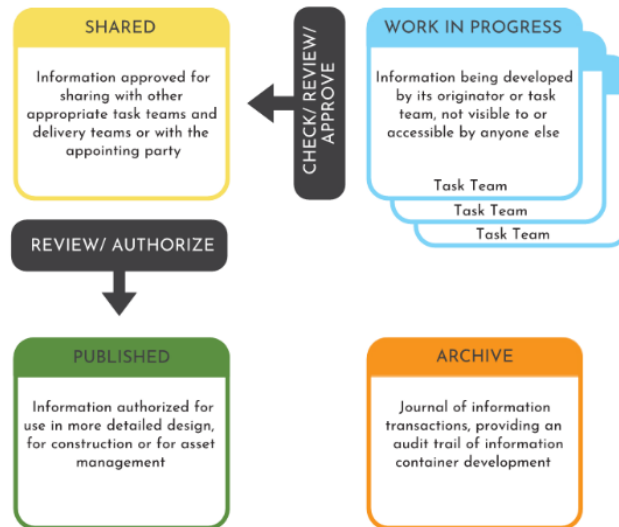 SHARED
Information approved for
sharing with other
appropriate task teams and
delivery teams or with the
appointing party
CHECK/ REVIEW/
APPROVE
WORK IN PROGRESS
Information being developed
by its originator or task
team, not visible to or
accessible by anyone else
Task Team
Task Team
Task Team
REVIEW/ AUTHORIZE
PUBLISHED
Information authorized for
use in more detailed design,
for construction or for asset
management
ARCHIVE
Journal of information
transactions, providing an
audit trail of information
container development